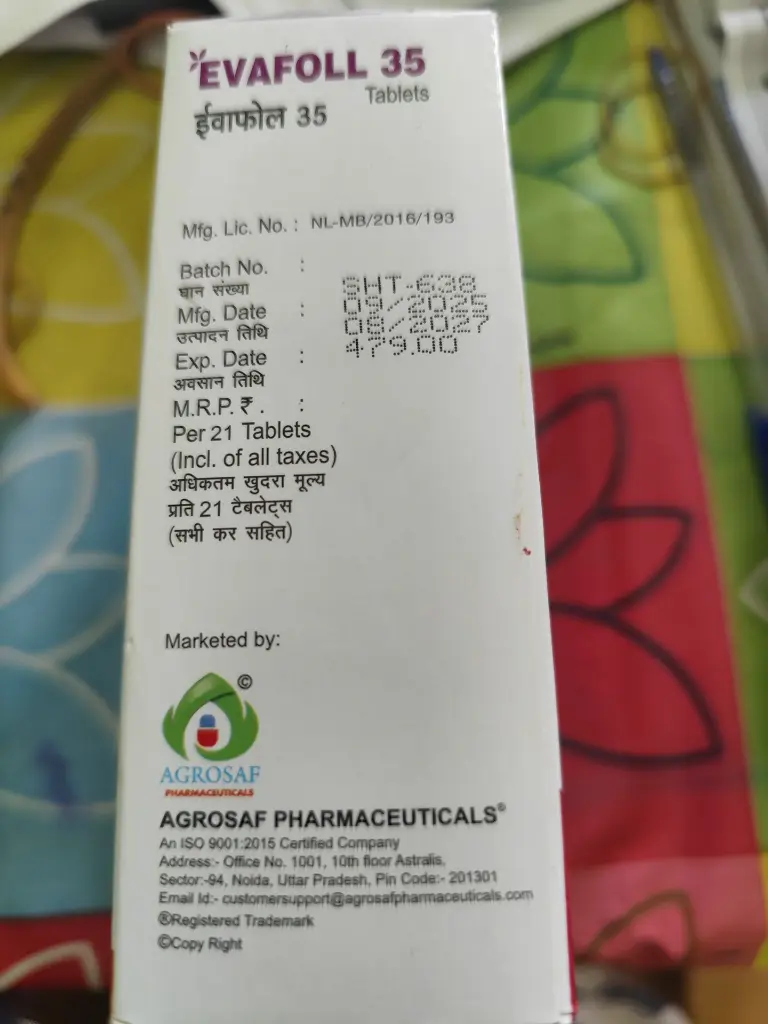 EVAFOLL 35
Tablets
ईवाफोल 35
Mfg. Lic. No. : NL-MB/2016/193
Batch No. :
घान संख्या
SHT-638
Mfg. Date :
09/2025
उत्पादन तिथि
08/2027
Exp. Date :
479.00
अवसान तिथि
M.R.P. ₹ . :
Per 21 Tablets
(Incl. of all taxes)
अधिकतम खुदरा मूल्य
प्रति 21 टैबलेट्स
(सभी कर सहित)
Marketed by:
©
AGROSAF
PHARMACEUTICALS
AGROSAF PHARMACEUTICALS®
An ISO 9001:2015 Certified Company
Address:- Office No. 1001, 10th floor Astralis,
Sector:-94, Noida, Uttar Pradesh, Pin Code:- 201301
Email Id:- customersupport@agrosafpharmaceuticals.com
®Registered Trademark
©Copy Right